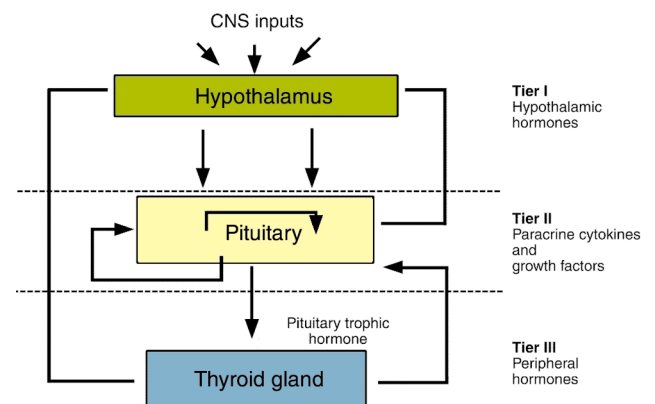 CNS inputs
Hypothalamus
Tier I
Hypothalamic
hormones
Pituitary
Tier II
Paracrine cytokines
and
growth factors
Pituitary trophic
hormone
Thyroid gland
Tier III
Peripheral
hormones